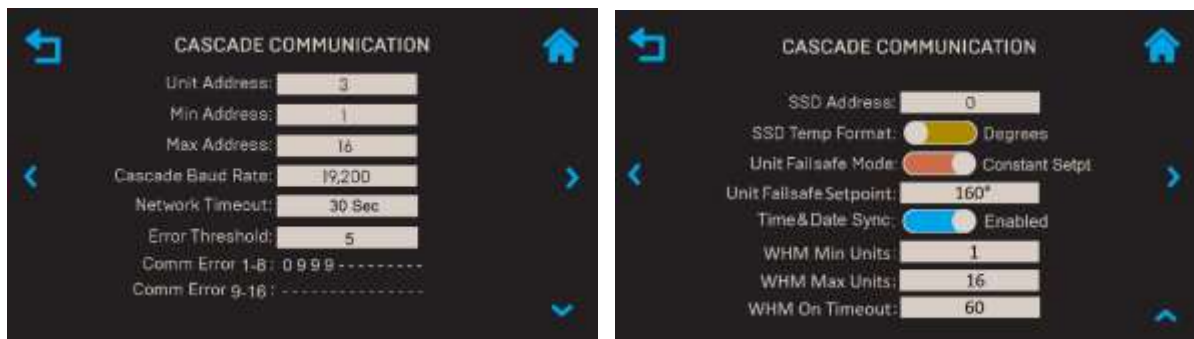 CASCADE COMMUNICATION
Unit Address: 3
Min Address: 1
Max Address: 16
Cascade Baud Rate: 19,200
Network Timeout: 30 Sec
Error Threshold: 5
Comm Error 1-8: 0 9 9 9 - - - - - - - - -
Comm Error 9-16: - - - - - - - - - - - - - - -
CASCADE COMMUNICATION
SSD Address: 0
SSD Temp Format: Degrees
Unit Failsafe Mode: Constant Setpt
Unit Failsafe Setpoint: 160°
Time&Date Sync: Enabled
WHM Min Units: 1
WHM Max Units: 16
WHM On Timeout: 60